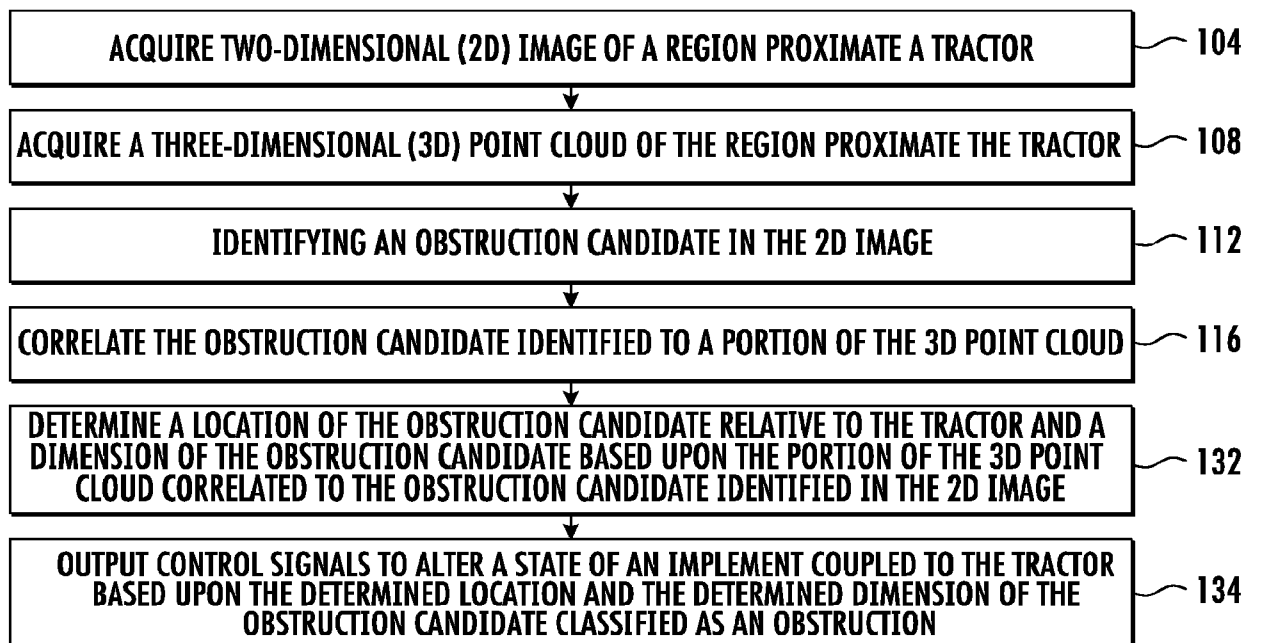 ACQUIRE TWO-DIMENSIONAL (2D) IMAGE OF A REGION PROXIMATE A TRACTOR
104
ACQUIRE A THREE-DIMENSIONAL (3D) POINT CLOUD OF THE REGION PROXIMATE THE TRACTOR
108
IDENTIFYING AN OBSTRUCTION CANDIDATE IN THE 2D IMAGE
112
CORRELATE THE OBSTRUCTION CANDIDATE IDENTIFIED TO A PORTION OF THE 3D POINT CLOUD
116
DETERMINE A LOCATION OF THE OBSTRUCTION CANDIDATE RELATIVE TO THE TRACTOR AND A
DIMENSION OF THE OBSTRUCTION CANDIDATE BASED UPON THE PORTION OF THE 3D POINT
CLOUD CORRELATED TO THE OBSTRUCTION CANDIDATE IDENTIFIED IN THE 2D IMAGE
132
OUTPUT CONTROL SIGNALS TO ALTER A STATE OF AN IMPLEMENT COUPLED TO THE TRACTOR
BASED UPON THE DETERMINED LOCATION AND THE DETERMINED DIMENSION OF THE
OBSTRUCTION CANDIDATE CLASSIFIED AS AN OBSTRUCTION
134